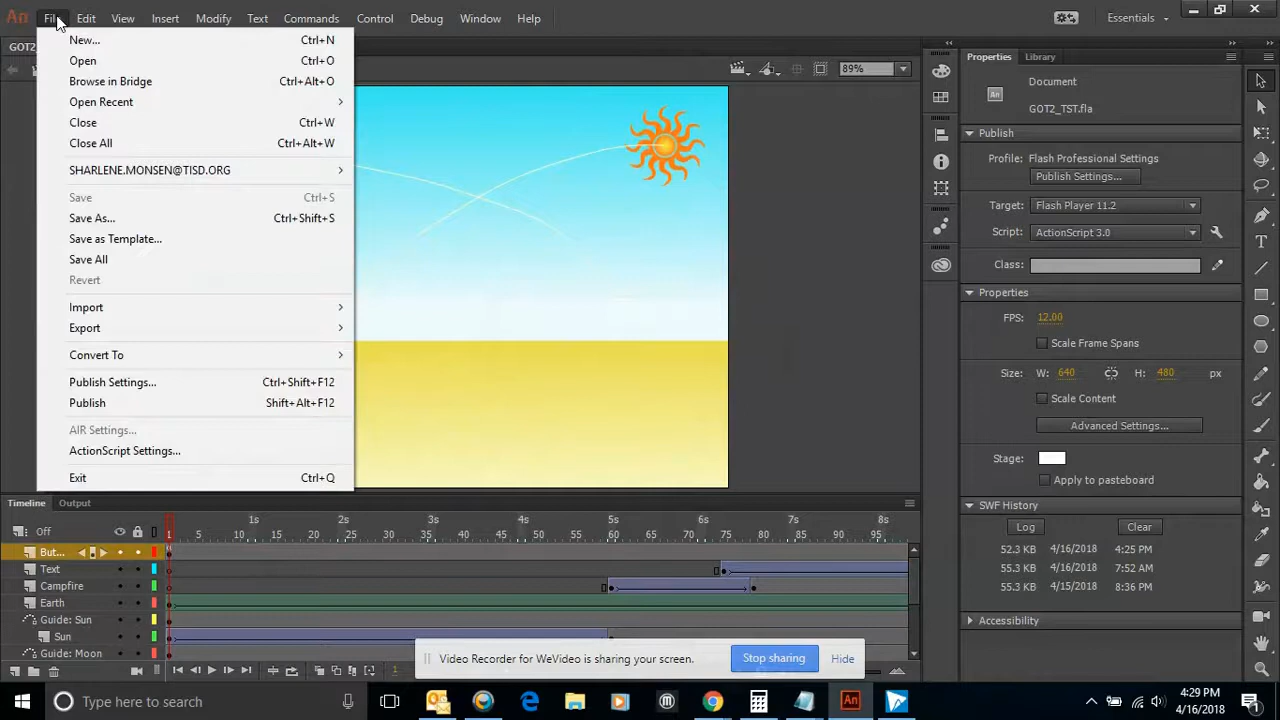 An File Edit View Insert Modify Text Commands Control Debug Window Help Essentials
New... Ctrl+N
Open Ctrl+O
Browse in Bridge Ctrl+Alt+O
Open Recent
Close Ctrl+W
Close All Ctrl+Alt+W
SHARLENE.MONSEN@TISD.ORG
Save Ctrl+S
Save As... Ctrl+Shift+S
Save as Template...
Save All
Revert
Import
Export
Convert To
Publish Settings... Ctrl+Shift+F12
Publish Shift+Alt+F12
AIR Settings...
ActionScript Settings...
Exit Ctrl+Q
GOT2
89%
Properties Library
Document
An
GOT2_TST.fla
Publish
Profile: Flash Professional Settings
Publish Settings...
Target: Flash Player 11.2
Script: ActionScript 3.0
Class:
Properties
FPS: 12.00
Scale Frame Spans
Size: W: 640 H: 480 px
Scale Content
Advanced Settings...
Stage:
Apply to pasteboard
SWF History
Log Clear
52.3 KB 4/16/2018 4:25 PM
55.3 KB 4/16/2018 7:52 AM
55.3 KB 4/15/2018 8:36 PM
Accessibility
Timeline Output
Off 1s 2s 3s 4s 5s 6s 7s 8s
1 5 10 15 20 25 30 35 40 45 50 55 60 65 70 75 80 85 90 95
But...
Text
Campfire
Earth
Guide: Sun
Sun
Guide: Moon
1
Video Recorder for WeVideo is sharing your screen. Stop sharing Hide
Type here to search
An
4:29 PM
4/16/2018
1